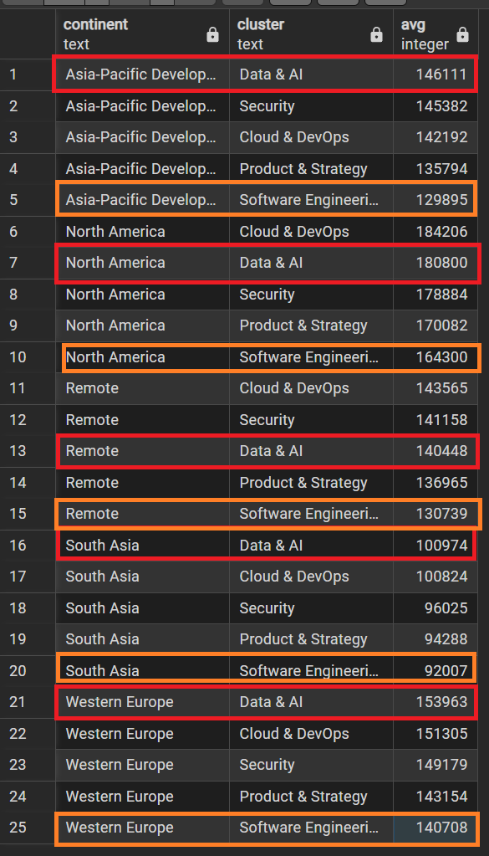 continent cluster avg
text text integer
1 Asia-Pacific Develop... Data & AI 146111
2 Asia-Pacific Develop... Security 145382
3 Asia-Pacific Develop... Cloud & DevOps 142192
4 Asia-Pacific Develop... Product & Strategy 135794
5 Asia-Pacific Develop... Software Engineeri... 129895
6 North America Cloud & DevOps 184206
7 North America Data & AI 180800
8 North America Security 178884
9 North America Product & Strategy 170082
10 North America Software Engineeri... 164300
11 Remote Cloud & DevOps 143565
12 Remote Security 141158
13 Remote Data & AI 140448
14 Remote Product & Strategy 136965
15 Remote Software Engineeri... 130739
16 South Asia Data & AI 100974
17 South Asia Cloud & DevOps 100824
18 South Asia Security 96025
19 South Asia Product & Strategy 94288
20 South Asia Software Engineeri... 92007
21 Western Europe Data & AI 153963
22 Western Europe Cloud & DevOps 151305
23 Western Europe Security 149179
24 Western Europe Product & Strategy 143154
25 Western Europe Software Engineeri... 140708